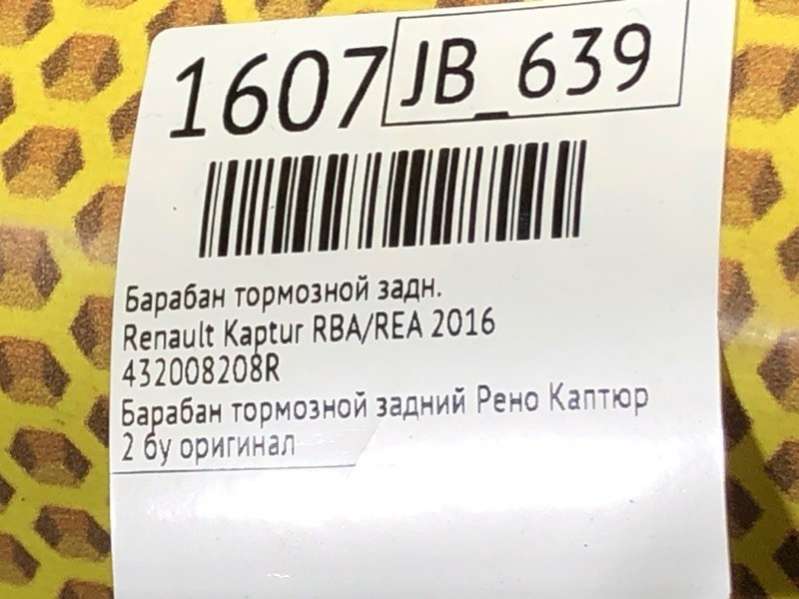 1607 JB_639
Барабан тормозной задн.
Renault Kaptur RBA/REA 2016
432008208R
Барабан тормозной задний Рено Каптюр
2 бу оригинал